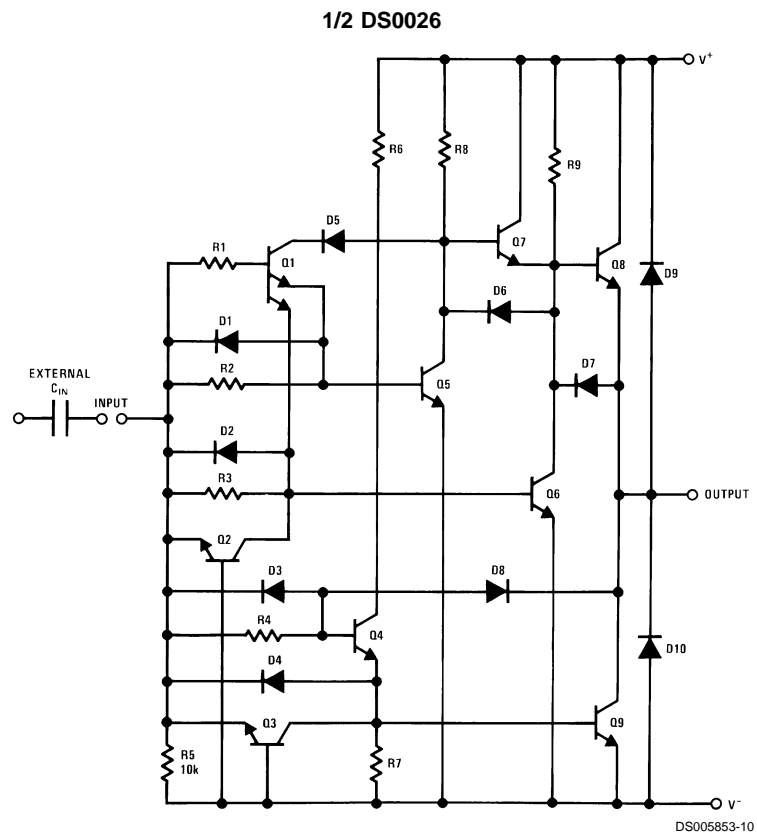 1/2 DS0026
V+
R6
R8
R9
D5
R1
Q1
Q7
Q8
D9
D6
D1
D7
R2
EXTERNAL
CIN
INPUT
Q5
D2
R3
Q6
OUTPUT
Q2
D3
D8
R4
Q4
D10
D4
Q3
Q9
R5
10k
R7
V-
DS005853-10